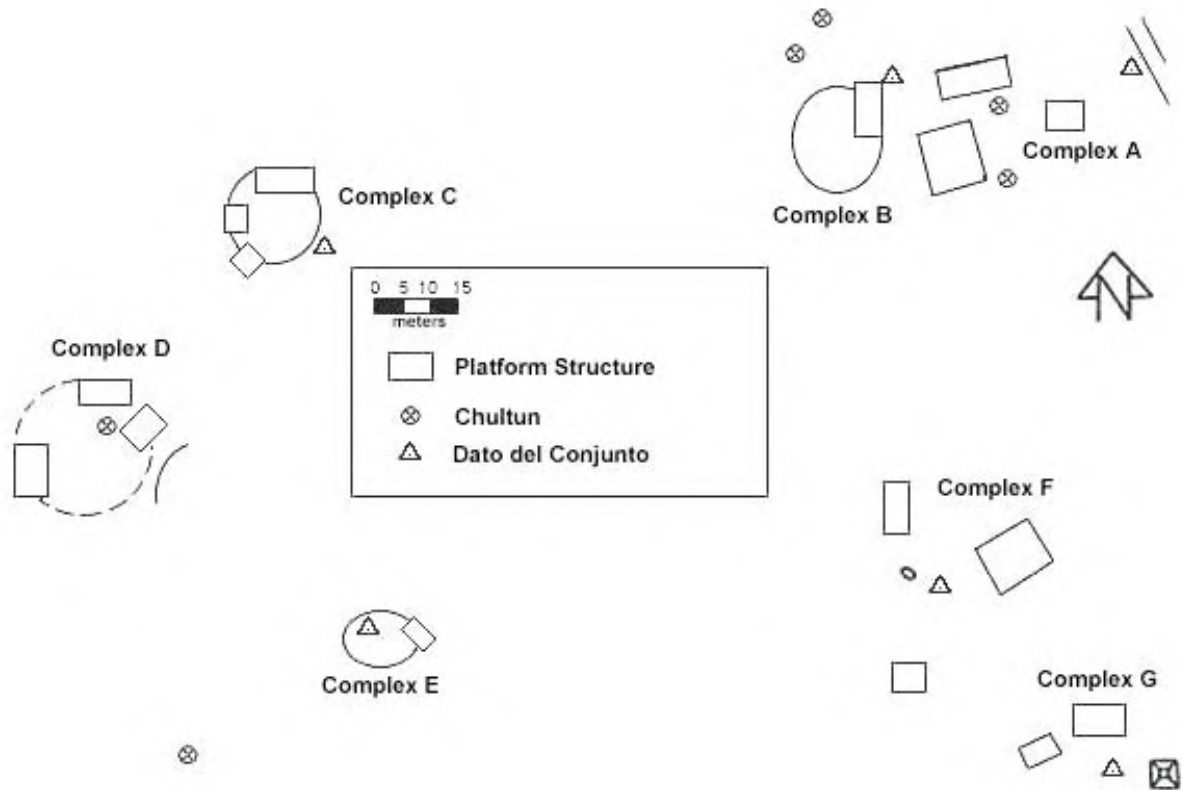 Complex A
Complex B
Complex C
0 5 10 15
meters
Complex D
Platform Structure
Chultun
Dato del Conjunto
Complex F
Complex E
Complex G
N